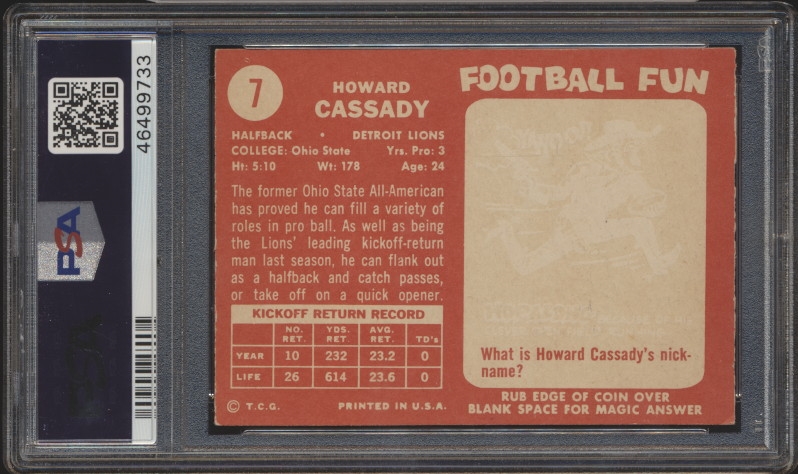 46499733
PSA
7
HOWARD
CASSADY
HALFBACK • DETROIT LIONS
COLLEGE: Ohio State Yrs. Pro: 3
Ht: 5:10 Wt: 178 Age: 24
The former Ohio State All-American
has proved he can fill a variety of
roles in pro ball. As well as being
the Lions' leading kickoff-return
man last season, he can flank out
as a halfback and catch passes,
or take off on a quick opener.
KICKOFF RETURN RECORD
NO. RET. YDS. RET. AVG. RET. TD's
YEAR 10 232 23.2 0
LIFE 26 614 23.6 0
© T.C.G. PRINTED IN U.S.A.
FOOTBALL FUN
What is Howard Cassady's nick-
name?
RUB EDGE OF COIN OVER
BLANK SPACE FOR MAGIC ANSWER